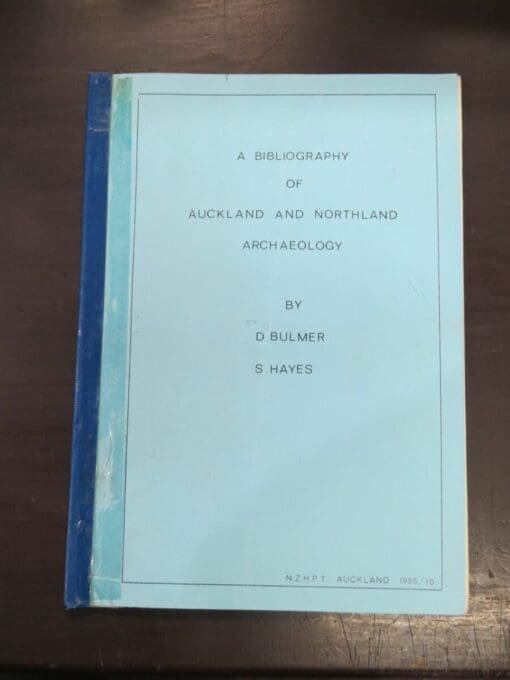 A BIBLIOGRAPHY
OF
AUCKLAND AND NORTHLAND
ARCHAEOLOGY
BY
D. BULMER
S. HAYES
N.Z.H.P.T AUCKLAND 1985/10